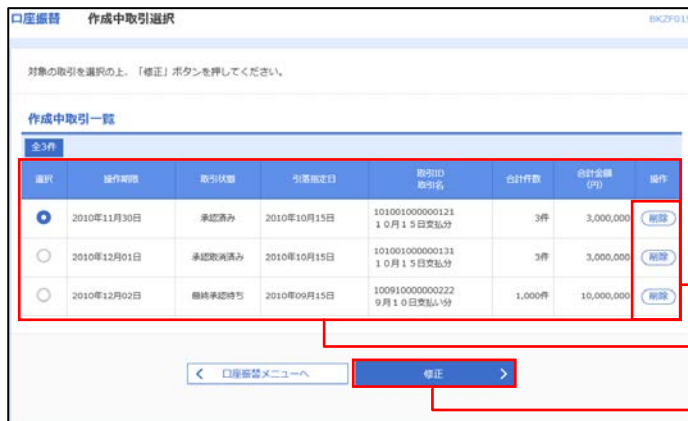 口座振替 作成中取引選択 BKZF015
対象の取引を選択の上、「修正」ボタンを押してください。
作成中取引一覧
全3件
選択 操作期限 取引状態 引落指定日 取引ID 合計件数 合計金額 操作
取引名 (円)
2010年11月30日 承認済み 2010年10月15日 101001000000121 3件 3,000,000 削除
10月15日支払分
2010年12月01日 承認取消済み 2010年10月15日 101001000000131 3件 3,000,000 削除
10月15日支払分
2010年12月02日 最終承認待ち 2010年09月15日 100910000000222 1,000件 10,000,000 削除
9月10日支払い分
口座振替メニューへ 修正